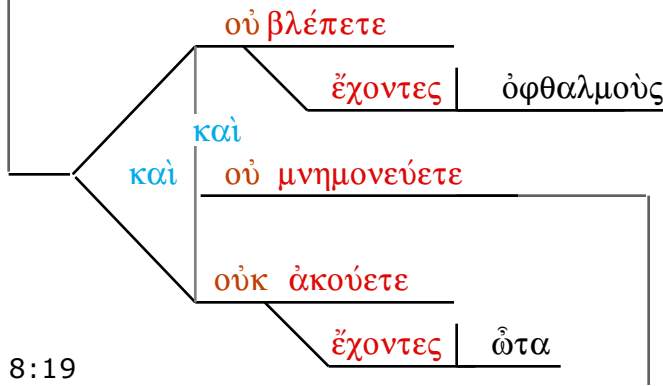 οὐ βλέπετε
ἔχοντες ὀφθαλμοὺς
καὶ
καὶ οὐ μνημονεύετε
οὐκ ἀκούετε
ἔχοντες ὦτα
8:19